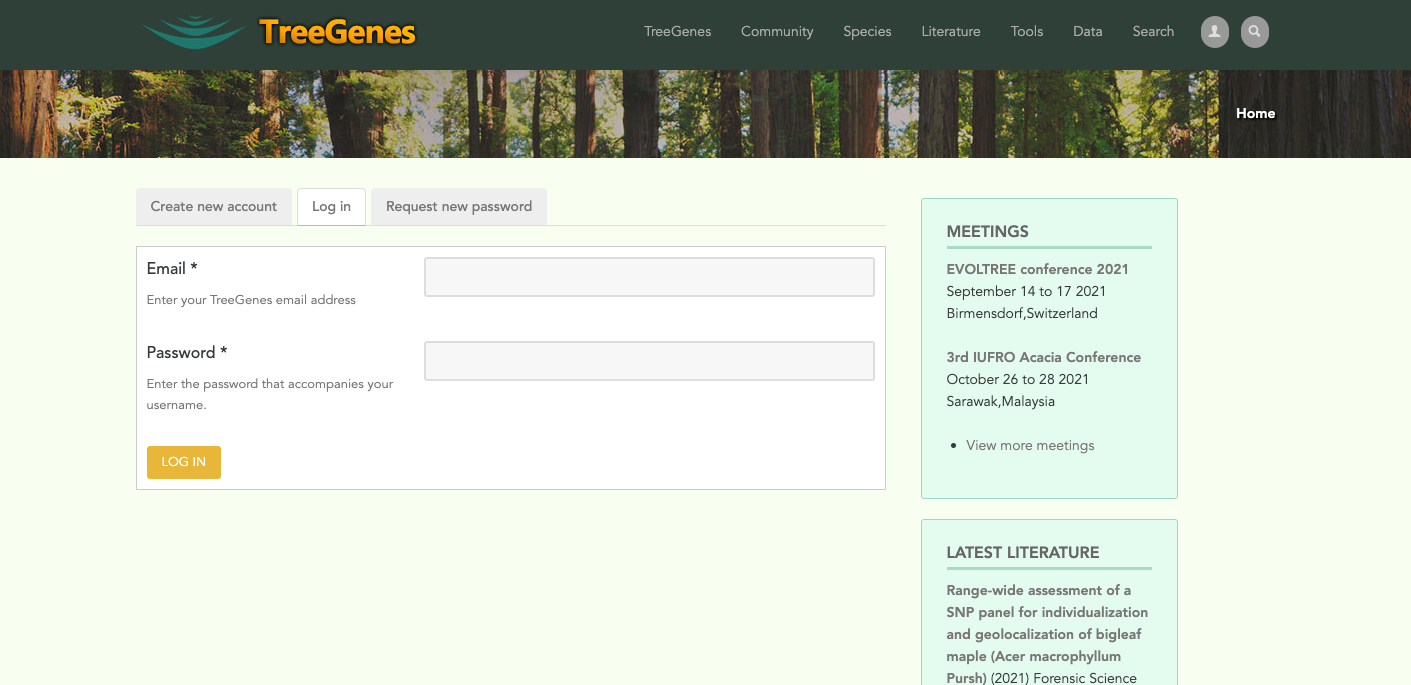 TreeGenes
TreeGenes Community Species Literature Tools Data Search
Home
Create new account Log in Request new password
Email *
Enter your TreeGenes email address
Password *
Enter the password that accompanies your
username.
LOG IN
MEETINGS
EVOLTREE conference 2021
September 14 to 17 2021
Birmensdorf,Switzerland
3rd IUFRO Acacia Conference
October 26 to 28 2021
Sarawak,Malaysia
View more meetings
LATEST LITERATURE
Range-wide assessment of a
SNP panel for individualization
and geolocalization of bigleaf
maple (Acer macrophyllum
Pursh) (2021) Forensic Science